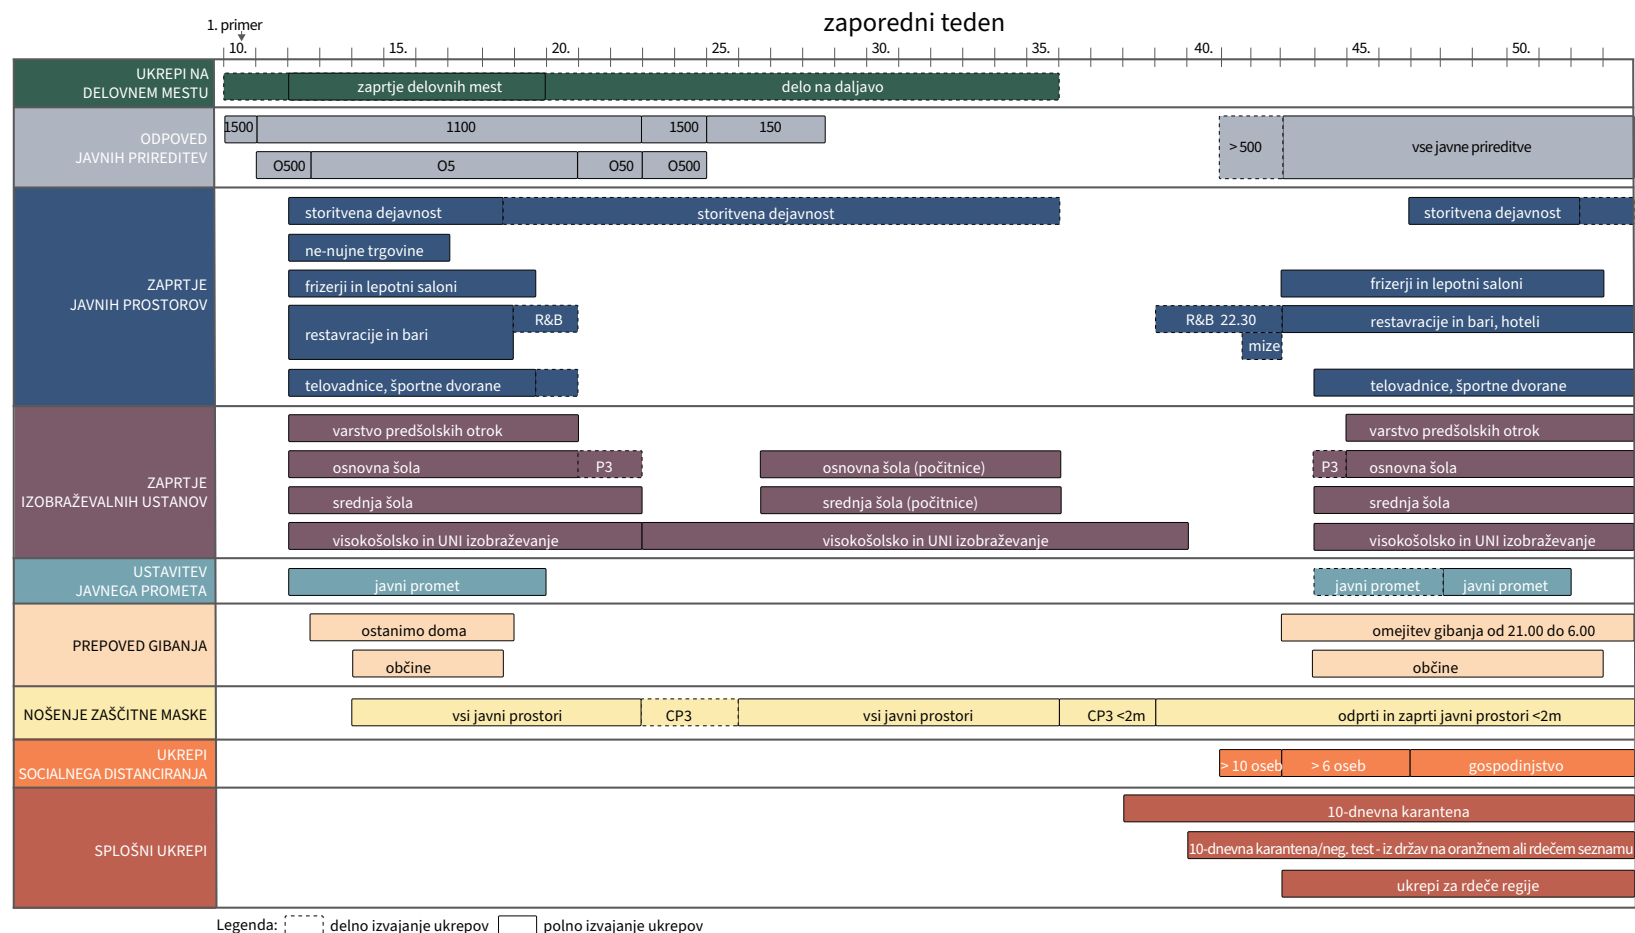 zaporedni teden
1. primer
10. 15. 20. 25. 30. 35. 40. 45. 50.
UKREPI NA
DELOVNEM MESTU
zaprtje delovnih mest
delo na daljavo
ODPOVED
JAVNIH PRIREDITEV
1500 1100 1500 150
O500 O5 O50 O500
> 500
vse javne prireditve
ZAPRTJE
JAVNIH PROSTOROV
storitvena dejavnost
storitvena dejavnost
storitvena dejavnost
ne-nujne trgovine
frizerji in lepotni saloni
frizerji in lepotni saloni
restavracije in bari
R&B
R&B 22.30
restavracije in bari, hoteli
mize
telovadnice, športne dvorane
telovadnice, športne dvorane
ZAPRTJE
IZOBRAŽEVALNIH USTANOV
varstvo predšolskih otrok
varstvo predšolskih otrok
osnovna šola
P3
osnovna šola (počitnice)
P3
osnovna šola
srednja šola
srednja šola (počitnice)
srednja šola
visokošolsko in UNI izobraževanje
visokošolsko in UNI izobraževanje
visokošolsko in UNI izobraževanje
USTAVITEV
JAVNEGA PROMETA
javni promet
javni promet
javni promet
PREPOVED GIBANJA
ostanimo doma
omejitev gibanja od 21.00 do 6.00
občine
občine
NOŠENJE ZAŠČITNE MASKE
vsi javni prostori
CP3
vsi javni prostori
CP3 <2m
odprti in zaprti javni prostori <2m
UKREPI
SOCIALNEGA DISTANCIRANJA
> 10 oseb
> 6 oseb
gospodinjstvo
SPLOŠNI UKREPI
10-dnevna karantena
10-dnevna karantena/neg. test - iz držav na oranžnem ali rdečem seznamu
ukrepi za rdeče regije
Legenda: delno izvajanje ukrepov polno izvajanje ukrepov